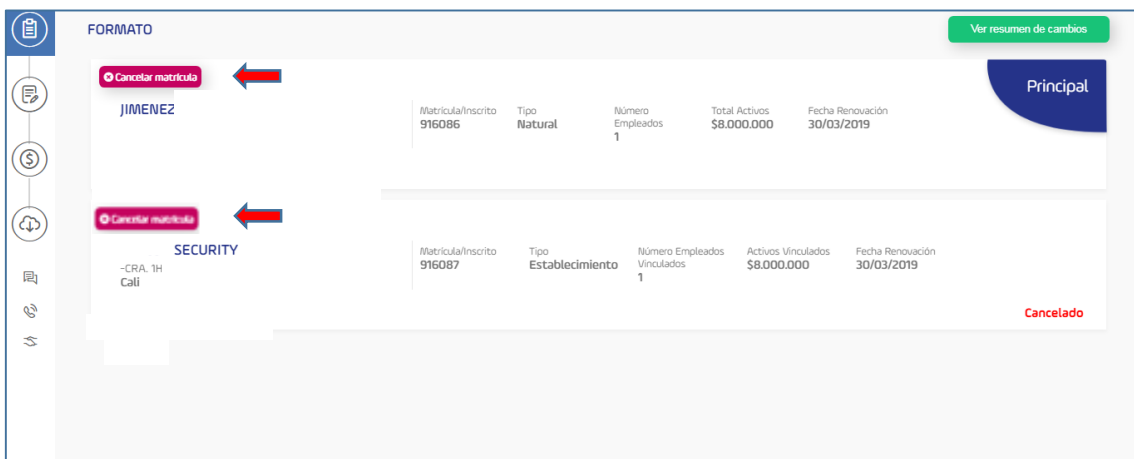 FORMATO
Ver resumen de cambios
Cancelar matrícula
Principal
JIMENEZ
Matrícula/Inscrito
916086
Tipo
Natural
Número
Empleados
1
Total Activos
$8.000.000
Fecha Renovación
30/03/2019
Cancelar matrícula
SECURITY
-CRA. 1H
Cali
Matrícula/Inscrito
916087
Tipo
Establecimiento
Número Empleados
Vinculados
1
Activos Vinculados
$8.000.000
Fecha Renovación
30/03/2019
Cancelado